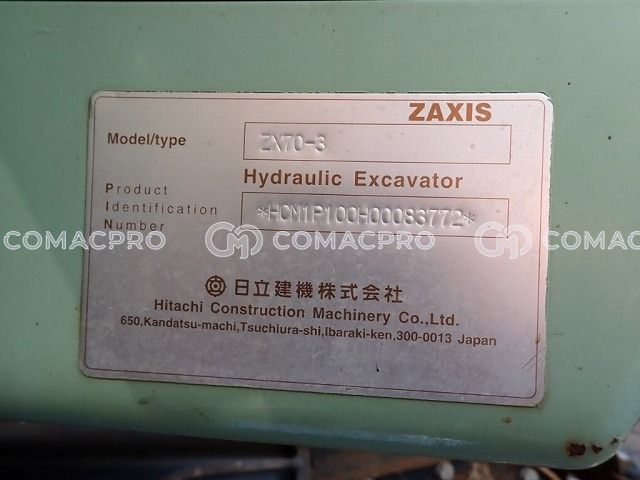 ZAXIS
Model/type ZX70-3
Hydraulic Excavator
Product
Identification *HCM1P100H00083772*
Number
COMACPRO COMACPRO COMACPRO
日立建機株式会社
Hitachi Construction Machinery Co.,Ltd.
650,Kandatsu-machi,Tsuchiura-shi,Ibaraki-ken,300-0013 Japan